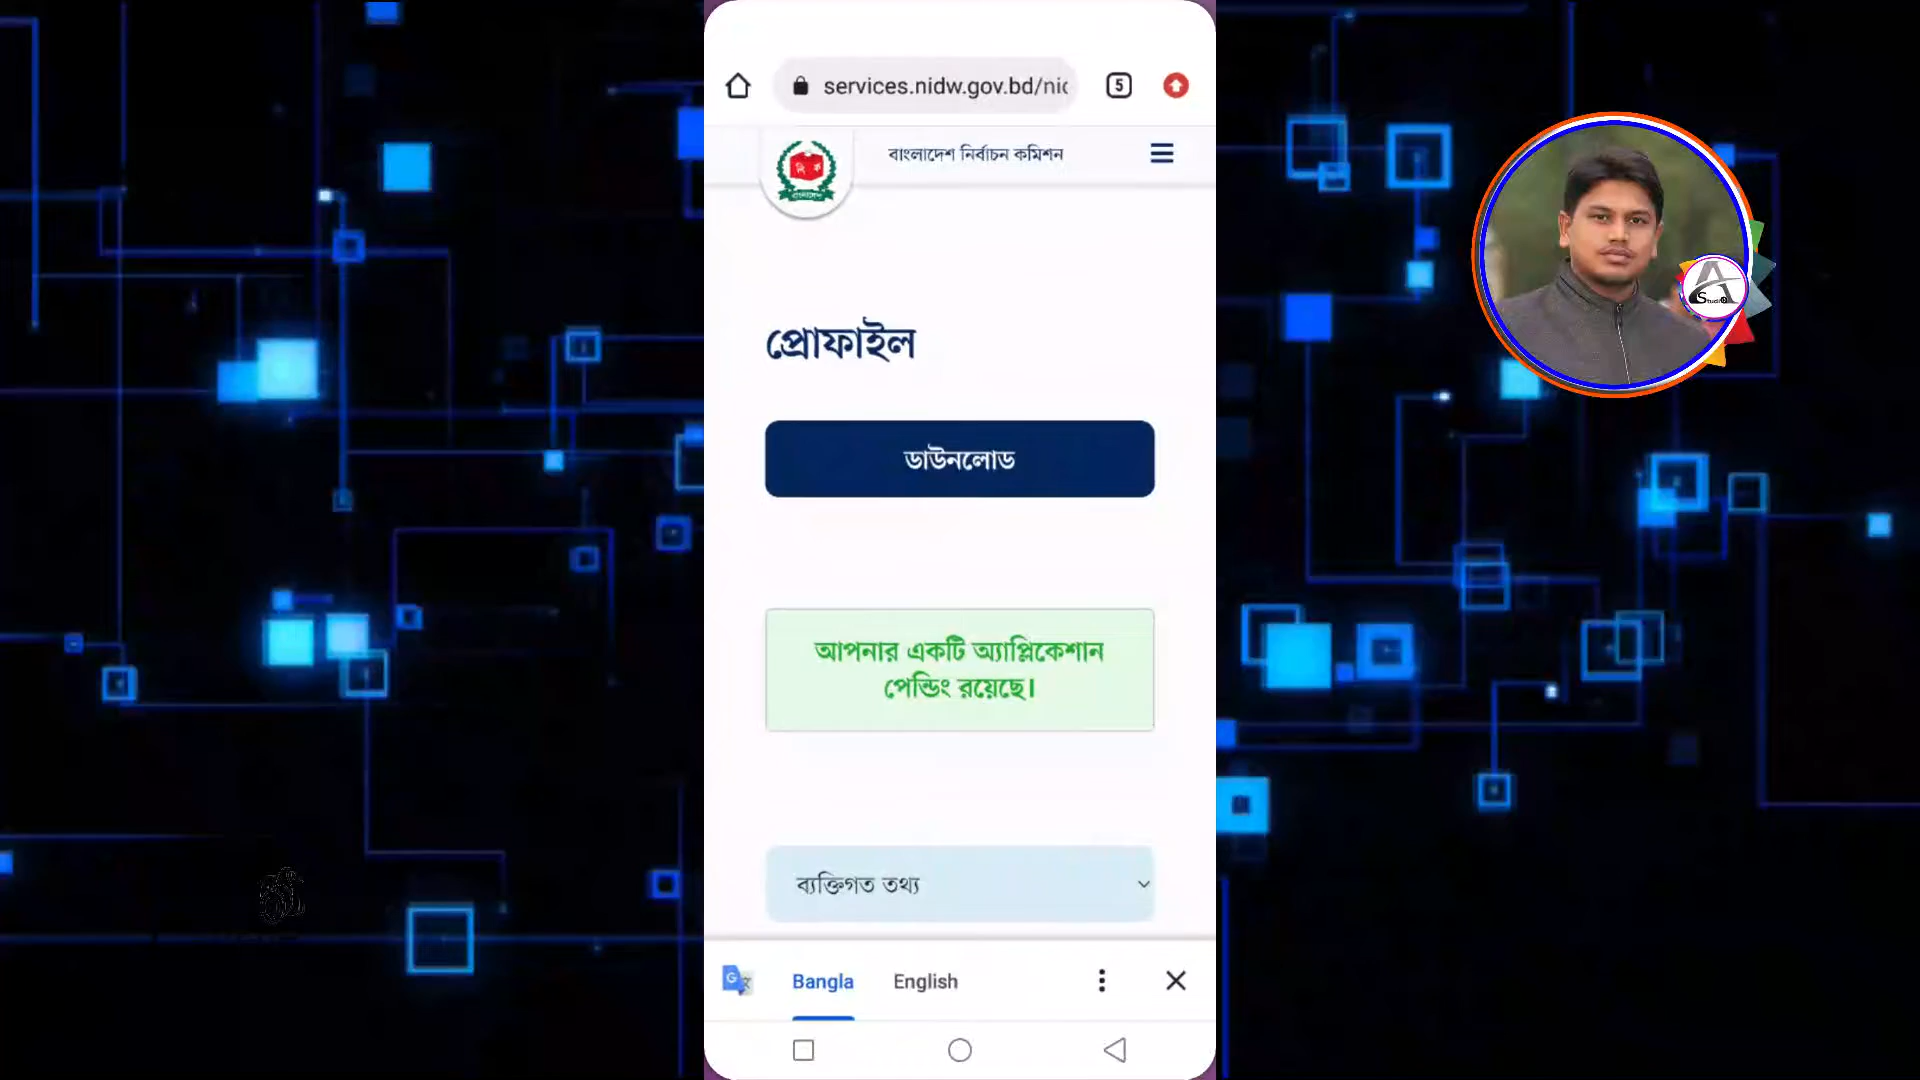 services.nidw.gov.bd/nic
5
বাংলাদেশ নির্বাচন কমিশন
প্রোফাইল
ডাউনলোড
আপনার একটি অ্যাপ্লিকেশান
পেন্ডিং রয়েছে।
ব্যক্তিগত তথ্য
Bangla
English
A
Studio